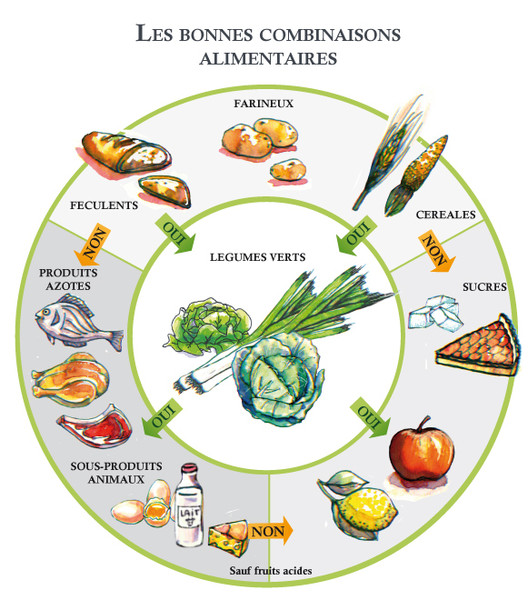 LES BONNES COMBINAISONS
ALIMENTAIRES
FARINEUX
FECULENTS
CEREALES
NON
OUI
OUI
NON
LEGUMES VERTS
PRODUITS
AZOTES
SUCRES
OUI
OUI
SOUS-PRODUITS
ANIMAUX
LAIT
NON
Sauf fruits acides